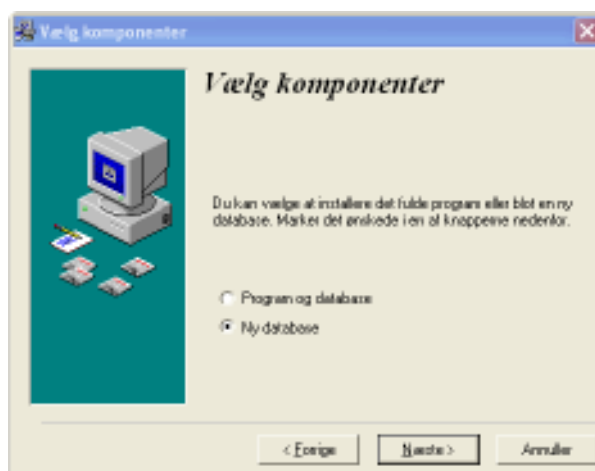 Vælg komponenter
Vælg komponenter
Du kan vælge at installere det fulde program eller blot en ny
database. Marker det ønskede i en af knapperne nedenfor.
Program og database
Ny database
< Forrige
Næste >
Annuller